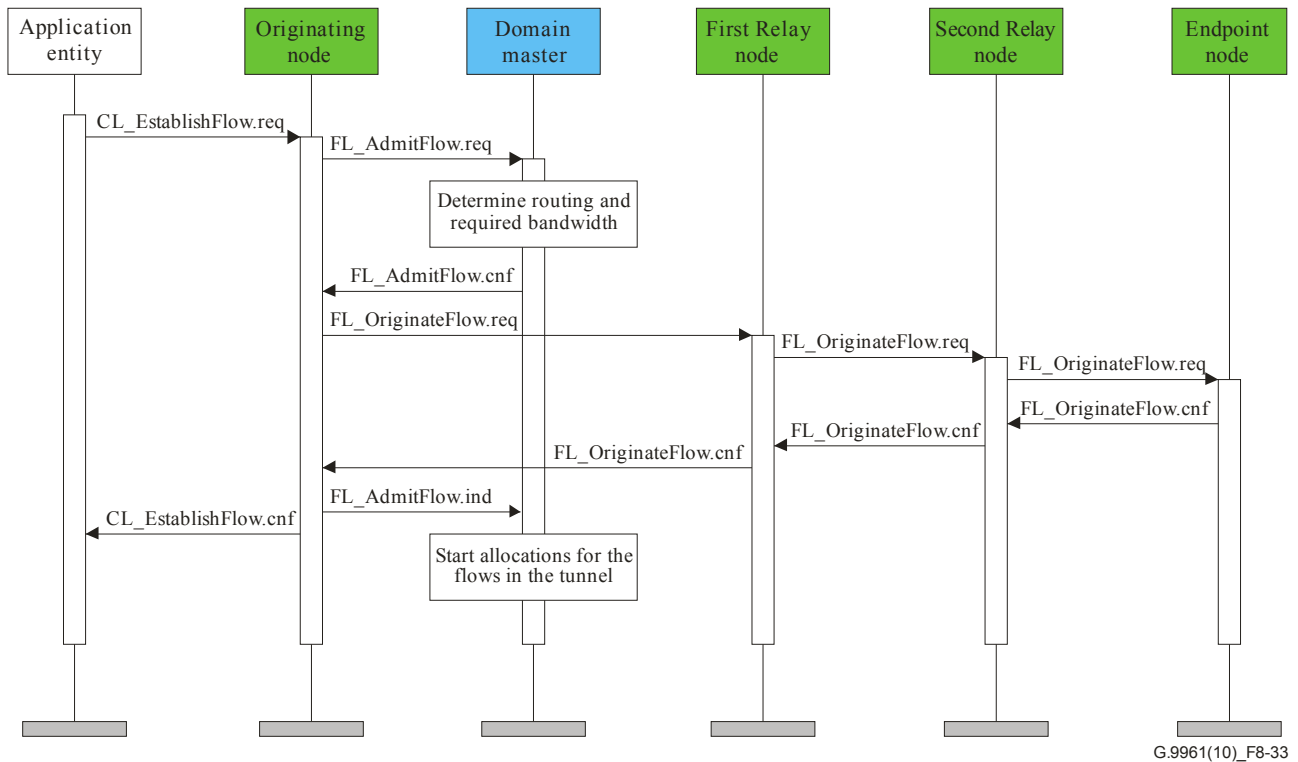 Application
entity
Originating
node
Domain
master
First Relay
node
Second Relay
node
Endpoint
node
CL_EstablishFlow.req
FL_AdmitFlow.req
Determine routing and
required bandwidth
FL_AdmitFlow.cnf
FL_OriginateFlow.req
FL_OriginateFlow.req
FL_OriginateFlow.req
FL_OriginateFlow.cnf
FL_OriginateFlow.cnf
FL_OriginateFlow.cnf
FL_AdmitFlow.ind
CL_EstablishFlow.cnf
Start allocations for the
flows in the tunnel
G.9961(10)_F8-33